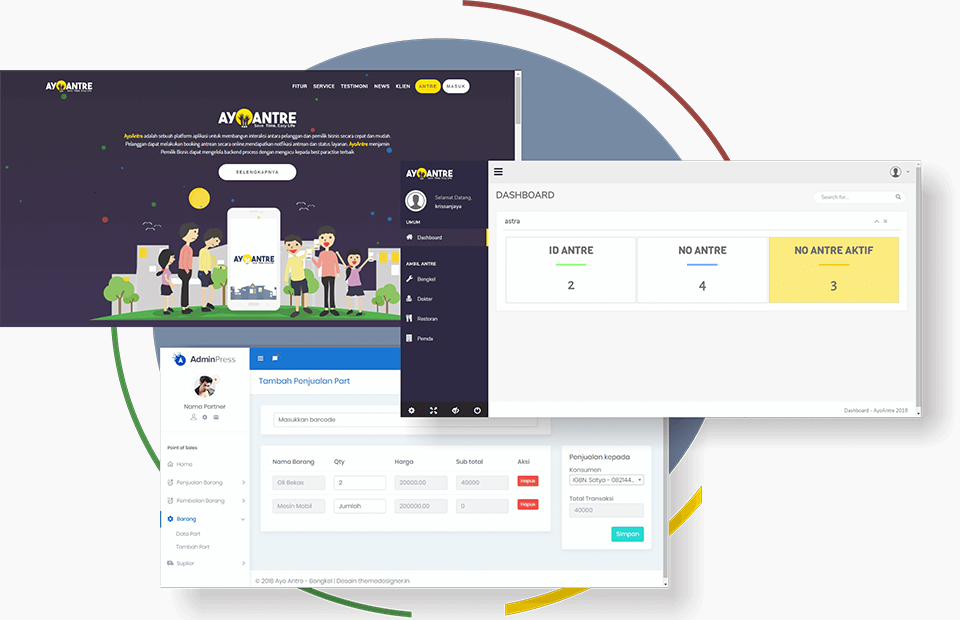 AYOANTRE
FITUR SERVICE TESTIMONI NEWS KLIEN ANTRE MASUK
AYOANTRE
Save Time, Easy Life
AyoAntre adalah sebuah platform aplikasi untuk membangun interaksi antara pelanggan dan pemilik bisnis secara cepat dan mudah.
Pelanggan dapat melakukan booking antrean secara online,mendapatkan notifikasi antrean dan status layanan. AyoAntre menjamin
Pemilik Bisnis dapat mengelola backend process dengan mengacu kepada best practise terbaik
SELENGKAPNYA
AYOANTRE
AYOANTRE
Selamat Datang,
krissanjaya
UMUM
Dashboard
AMBIL ANTRE
Bengkel
Dokter
Restoran
Pemda
DASHBOARD
Search for...
astra
ID ANTRE
2
NO ANTRE
4
NO ANTRE AKTIF
3
Dashboard - AyoAntre 2018
AdminPress
Nama Partner
Point of Sales
Home
Penjualan Barang
Pembelian Barang
Barang
Data Part
Tambah Part
Suplier
Tambah Penjualan Part
Masukkan barcode
Nama Barang Qty Harga Sub total Aksi
Oli Bekas 2 20000.00 40000 Hapus
Mesin Mobil Jumlah 200000.00 0 Hapus
Penjualan kepada
Konsumen
IGBN. Satya - 082144...
Total Transaksi
40000
Simpan
© 2018 Ayo Antre - Bengkel | Desain themedesigner.in